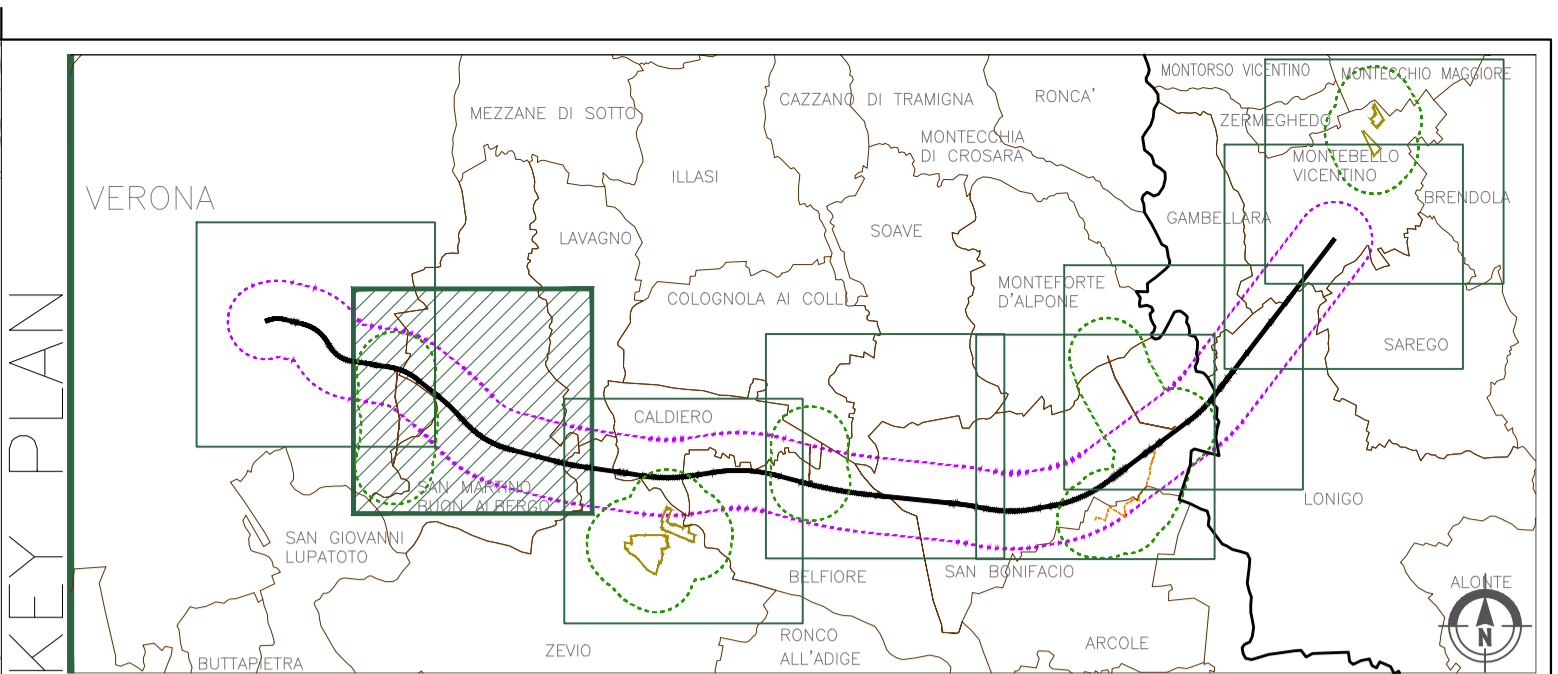 KEY PLAN
MONTORSO VICENTINO
MONTECCHIO MAGGIORE
MEZZANE DI SOTTO
CAZZANO DI TRAMIGNA
RONCA'
ZERMEGHEDO
MONTECCHIA
DI CROSARA
MONTEBELLO
VICENTINO
ILLASI
VERONA
BRENDOLA
GAMBELLARA
LAVAGNO
SOAVE
MONTEFORTE
D'ALPONE
COLOGNOLA AI COLLI
SAREGO
CALDIERO
SAN MARTINO
BUON ALBERGO
LONIGO
SAN GIOVANNI
LUPATOTO
BELFIORE
SAN BONIFACIO
ALONTE
N
RONCO
ALL'ADIGE
ARCOLE
ZEVIO
BUTTAPIETRA